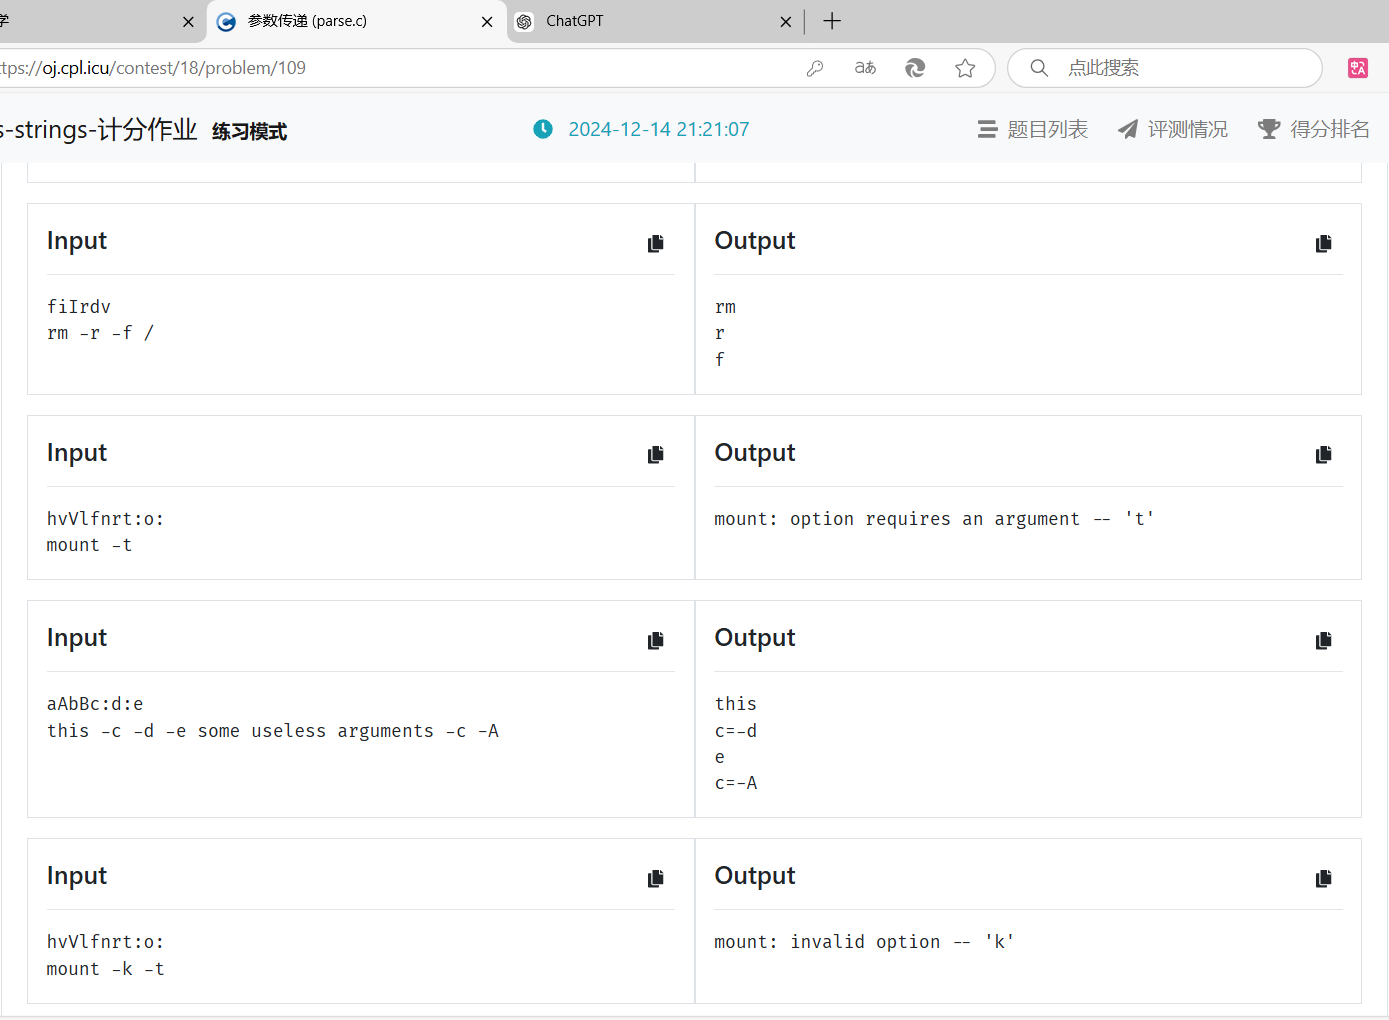 学
参数传递 (parse.c)
ChatGPT
ttps://oj.cpl.icu/contest/18/problem/109
aあ
点此搜索
s-strings-计分作业 练习模式
2024-12-14 21:21:07
题目列表
评测情况
得分排名
Input
Output
fiIrdv
rm -r -f /
rm
r
f
Input
Output
hvVlfnrt:o:
mount -t
mount: option requires an argument -- 't'
Input
Output
aAbBc:d:e
this -c -d -e some useless arguments -c -A
this
c=-d
e
c=-A
Input
Output
hvVlfnrt:o:
mount -k -t
mount: invalid option -- 'k'